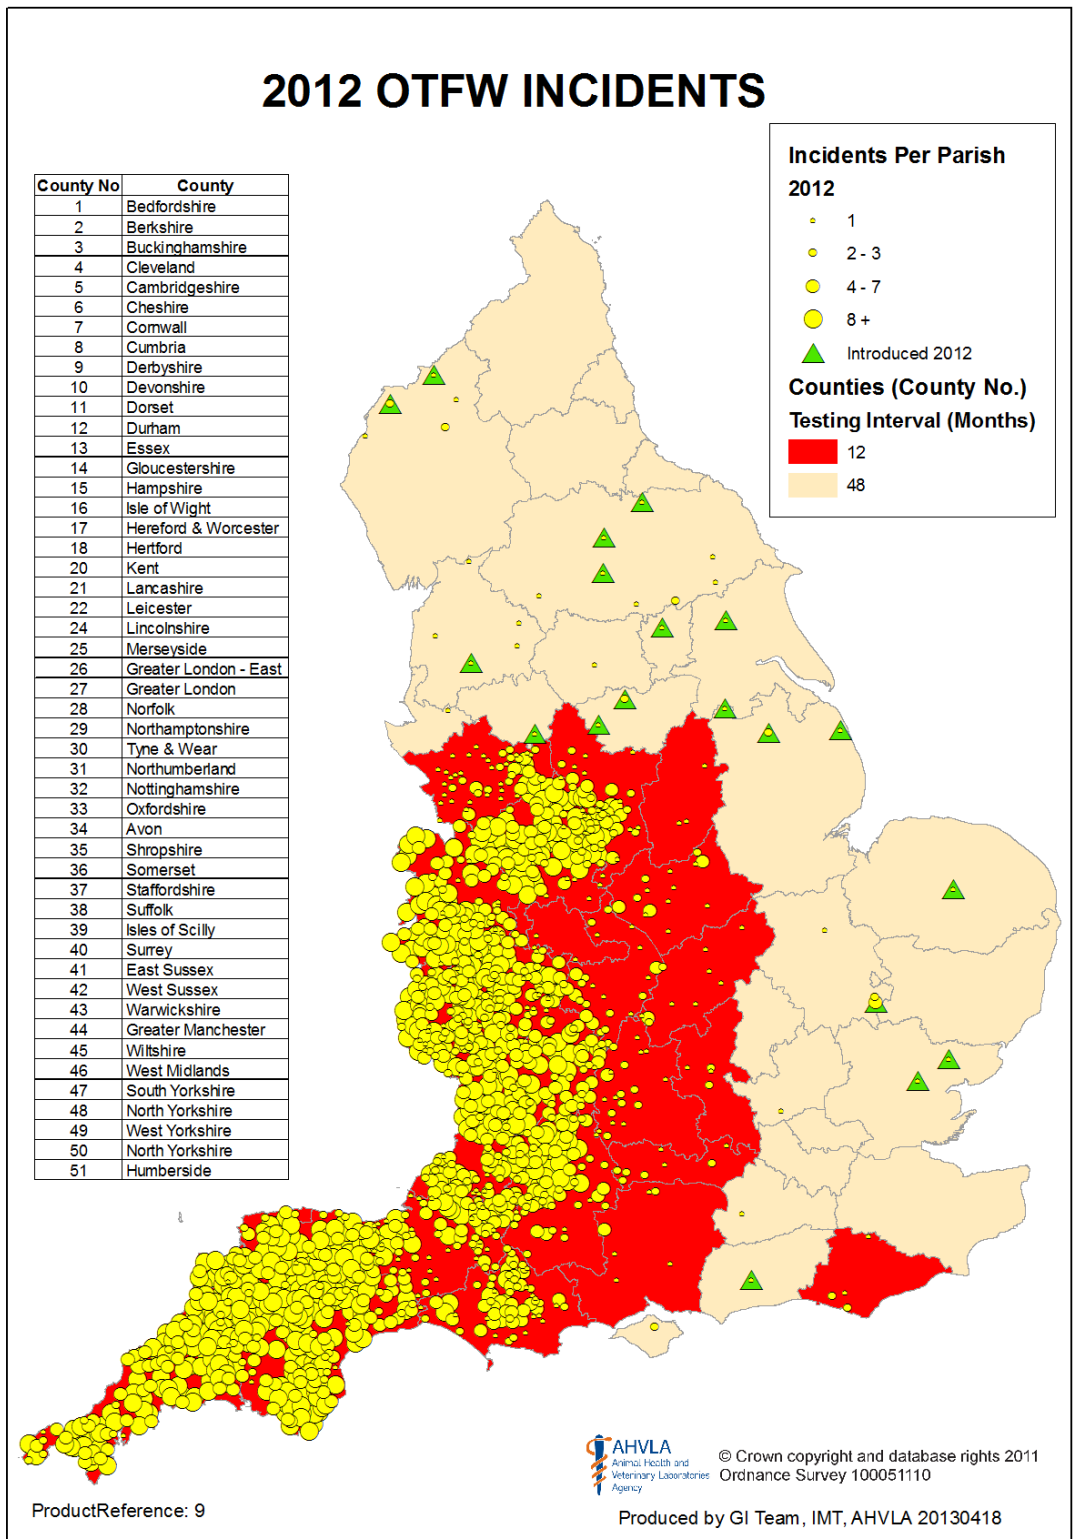 2012 OTFW INCIDENTS
County No County
1 Bedfordshire
2 Berkshire
3 Buckinghamshire
4 Cleveland
5 Cambridgeshire
6 Cheshire
7 Cornwall
8 Cumbria
9 Derbyshire
10 Devonshire
11 Dorset
12 Durham
13 Essex
14 Gloucestershire
15 Hampshire
16 Isle of Wight
17 Hereford & Worcester
18 Hertford
20 Kent
21 Lancashire
22 Leicester
24 Lincolnshire
25 Merseyside
26 Greater London - East
27 Greater London
28 Norfolk
29 Northamptonshire
30 Tyne & Wear
31 Northumberland
32 Nottinghamshire
33 Oxfordshire
34 Avon
35 Shropshire
36 Somerset
37 Staffordshire
38 Suffolk
39 Isles of Scilly
40 Surrey
41 East Sussex
42 West Sussex
43 Warwickshire
44 Greater Manchester
45 Wiltshire
46 West Midlands
47 South Yorkshire
48 North Yorkshire
49 West Yorkshire
50 North Yorkshire
51 Humberside
Incidents Per Parish
2012
1
2 - 3
4 - 7
8 +
Introduced 2012
Counties (County No.)
Testing Interval (Months)
12
48
AHVLA
Animal Health and
Veterinary Laboratories
Agency
© Crown copyright and database rights 2011
Ordnance Survey 100051110
ProductReference: 9
Produced by GI Team, IMT, AHVLA 20130418